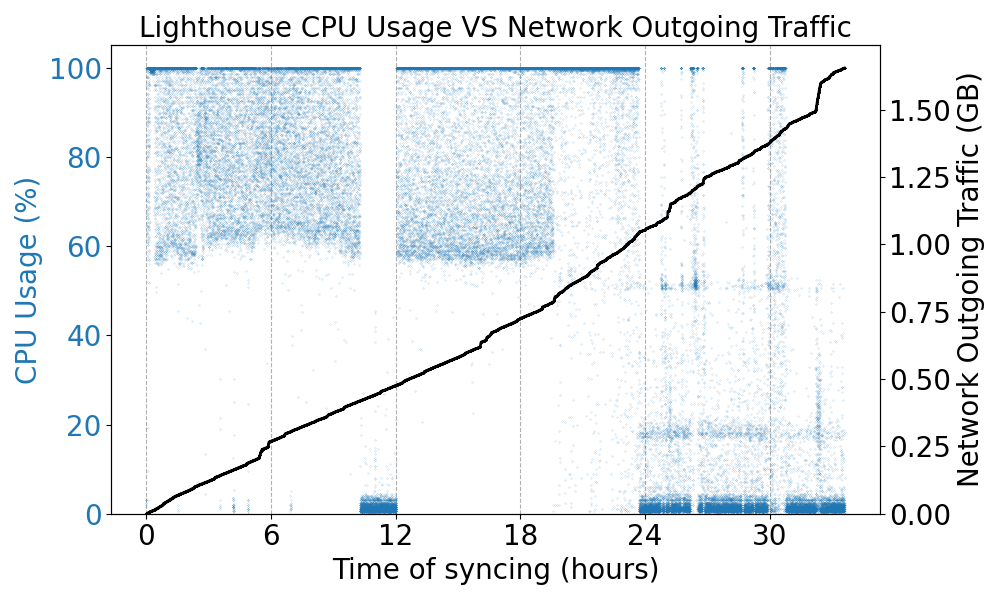 Lighthouse CPU Usage VS Network Outgoing Traffic
CPU Usage (%)
100
80
60
40
20
0
Network Outgoing Traffic (GB)
1.50
1.25
1.00
0.75
0.50
0.25
0.00
0 6 12 18 24 30
Time of syncing (hours)